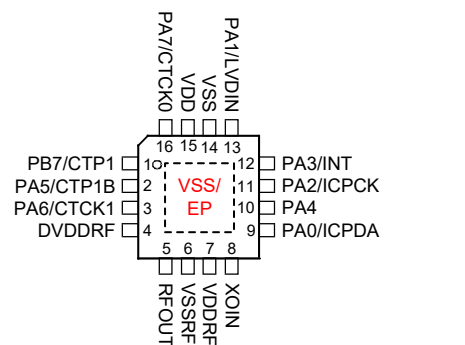 PA7/CTCK0
VDD
VSS
PA1/LVDIN
16 15 14 13
PB7/CTP1 1 12 PA3/INT
PA5/CTP1B 2 VSS/ 11 PA2/ICPCK
PA6/CTCK1 3 EP 10 PA4
DVDDRF 4 9 PA0/ICPDA
5 6 7 8
RFOUT
VSSRF
VDDRF
XOIN